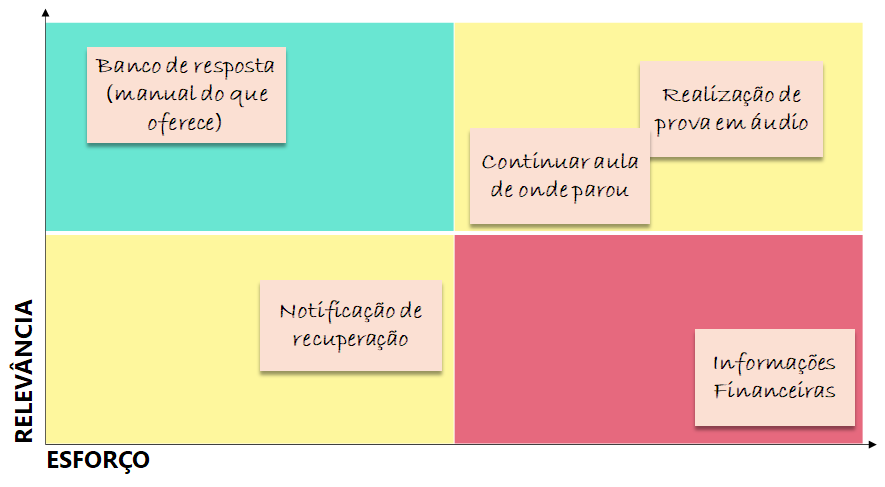 Banco de resposta
(manual do que
oferece)
Realização de
prova em áudio
Continuar aula
de onde parou
Notificação de
recuperação
Informações
Financeiras
RELEVÂNCIA
ESFORÇO